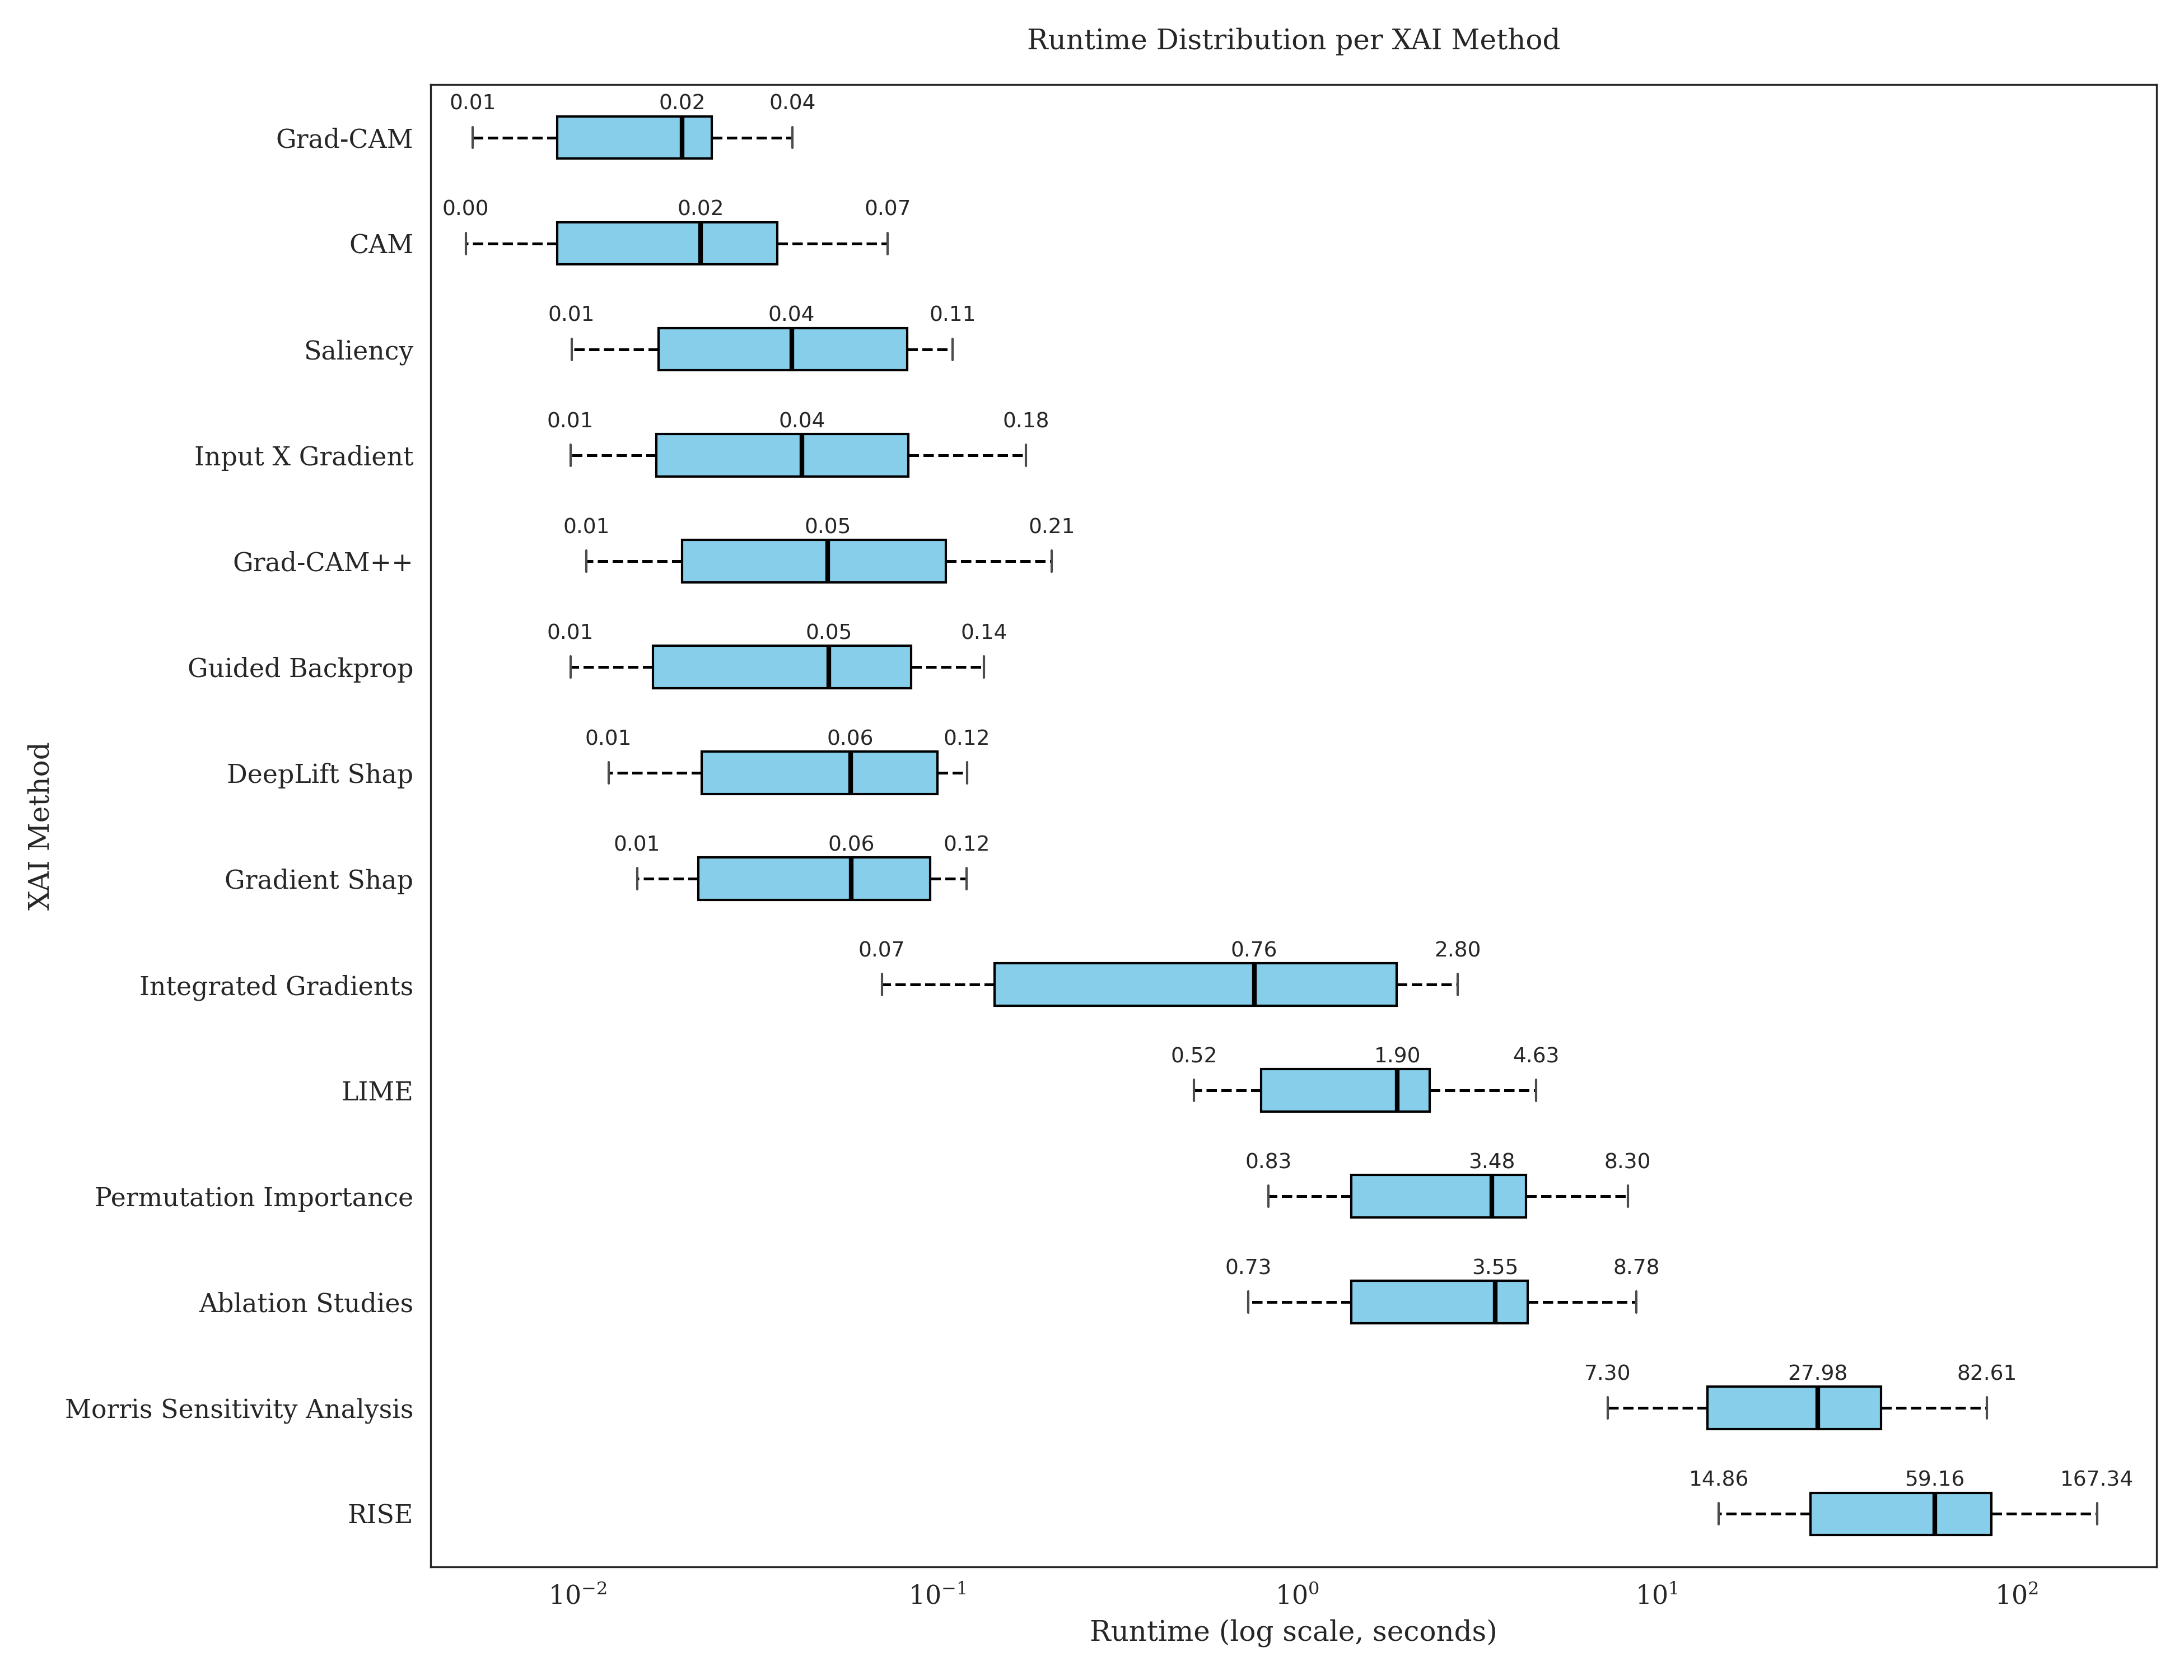 Runtime Distribution per XAI Method
0.01 0.02 0.04
Grad-CAM
0.00 0.02 0.07
CAM
0.01 0.04 0.11
Saliency
0.01 0.04 0.18
Input X Gradient
0.01 0.05 0.21
Grad-CAM++
0.01 0.05 0.14
Guided Backprop
0.01 0.06 0.12
DeepLift Shap
0.01 0.06 0.12
Gradient Shap
0.07 0.76 2.80
Integrated Gradients
0.52 1.90 4.63
LIME
0.83 3.48 8.30
Permutation Importance
0.73 3.55 8.78
Ablation Studies
7.30 27.98 82.61
Morris Sensitivity Analysis
14.86 59.16 167.34
RISE
XAI Method
10⁻² 10⁻¹ 10⁰ 10¹ 10²
Runtime (log scale, seconds)